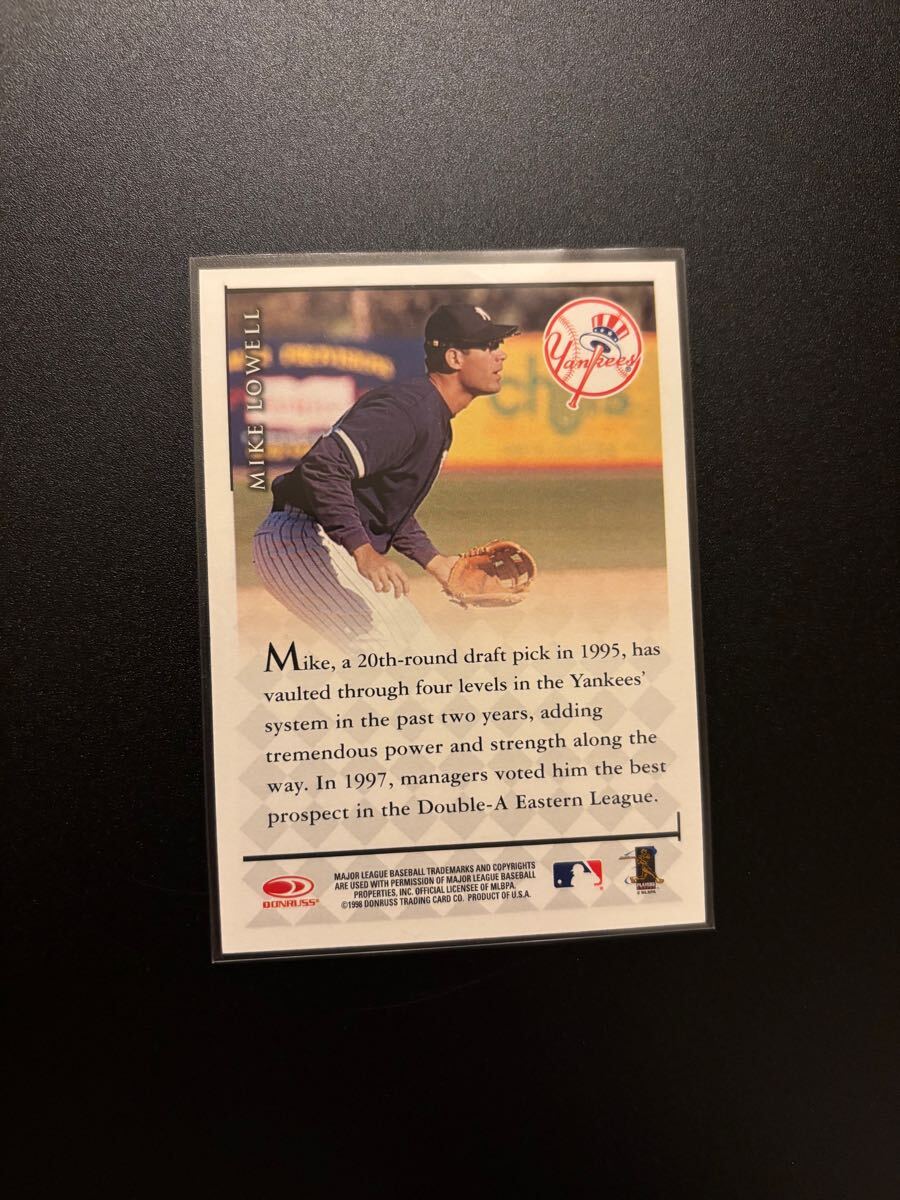 MIKE LOWELL
Yankees
Mike, a 20th-round draft pick in 1995, has
vaulted through four levels in the Yankees'
system in the past two years, adding
tremendous power and strength along the
way. In 1997, managers voted him the best
prospect in the Double-A Eastern League.
DONRUSS
MAJOR LEAGUE BASEBALL TRADEMARKS AND COPYRIGHTS
ARE USED WITH PERMISSION OF MAJOR LEAGUE BASEBALL
PROPERTIES, INC. OFFICIAL LICENSEE OF MLBPA.
©1998 DONRUSS TRADING CARD CO. PRODUCT OF U.S.A.
PLAYERS